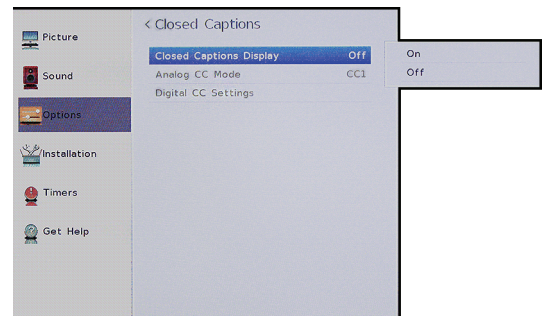 Picture
Sound
Options
Installation
Timers
Get Help
< Closed Captions
Closed Captions Display Off
Analog CC Mode CC1
Digital CC Settings
On
Off